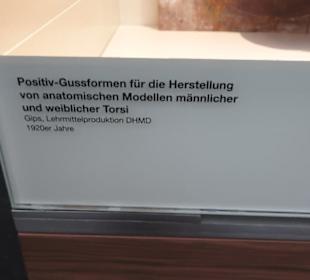 Positiv-Gussformen für die Herstellung
von anatomischen Modellen männlicher
und weiblicher Torsi
Gips, Lehrmittelproduktion DHMD
1920er Jahre